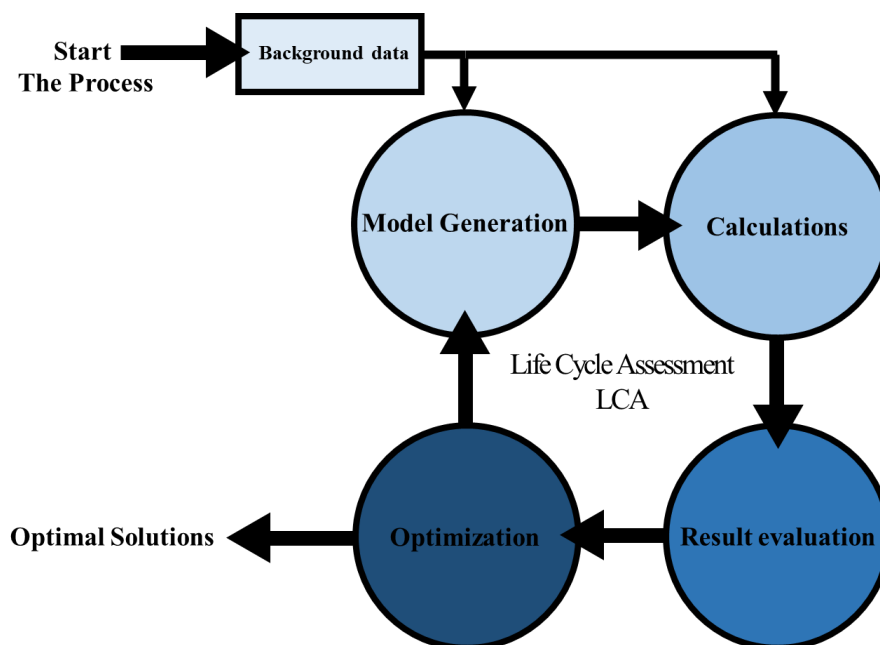 Start
The Process
Background data
Model Generation
Calculations
Life Cycle Assessment
LCA
Optimal Solutions
Optimization
Result evaluation